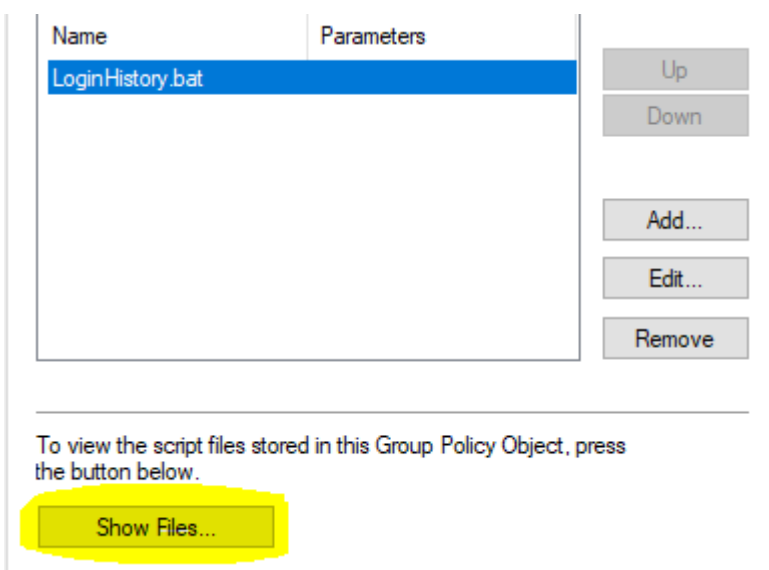 Name Parameters
LoginHistory.bat
Up
Down
Add...
Edit...
Remove
To view the script files stored in this Group Policy Object, press
the button below.
Show Files...